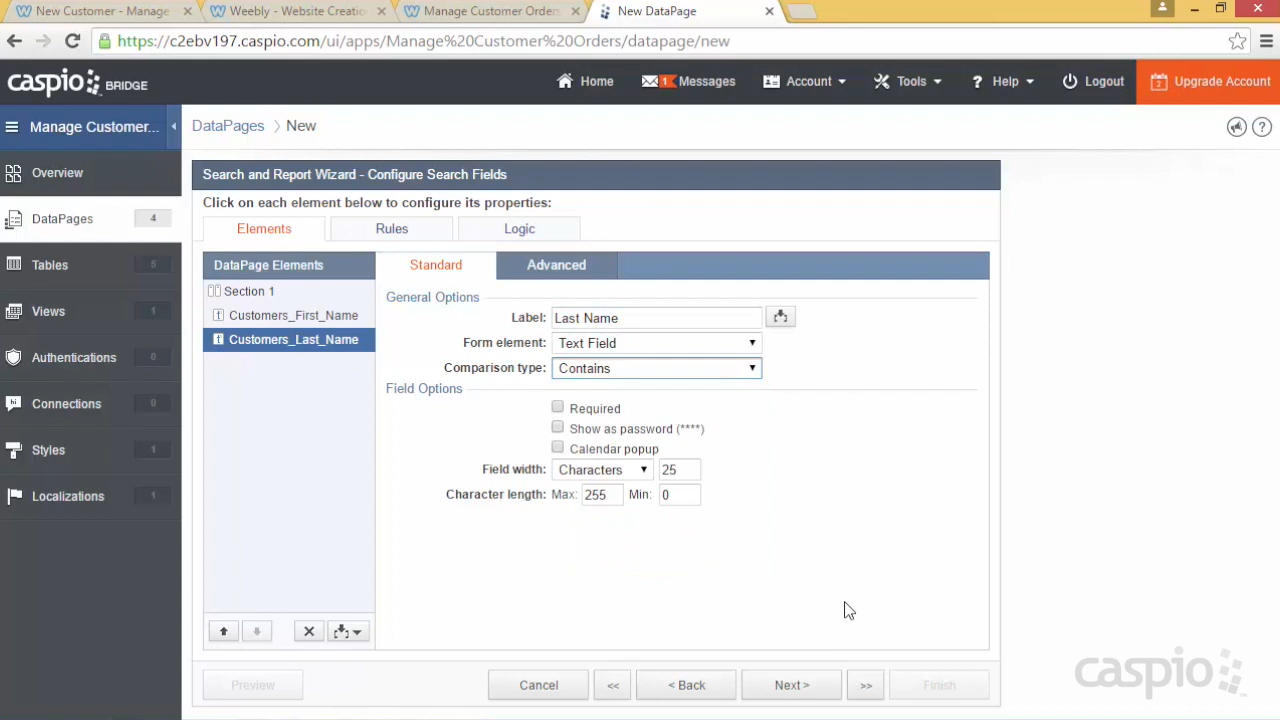 New Customer - Manage
Weebly - Website Creatio
Manage Customer Orders
New DataPage
https://c2ebv197.caspio.com/ui/apps/Manage%20Customer%20Orders/datapage/new
caspio BRIDGE
Home
1 Messages
Account
Tools
? Help
Logout
2 Upgrade Account
Manage Customer...
DataPages > New
?
Overview
DataPages 4
Tables 5
Views 1
Authentications 0
hi Connections 0
Styles 1
Localizations 1
Search and Report Wizard - Configure Search Fields
Click on each element below to configure its properties:
Elements Rules Logic
DataPage Elements
Section 1
f Customers_First_Name
f Customers_Last_Name
Standard Advanced
General Options
Label: Last Name
Form element: Text Field
Comparison type: Contains
Field Options
Required
Show as password (****)
Calendar popup
Field width: Characters 25
Character length: Max: 255 Min: 0
Preview Cancel << < Back Next > >> Finish
caspio